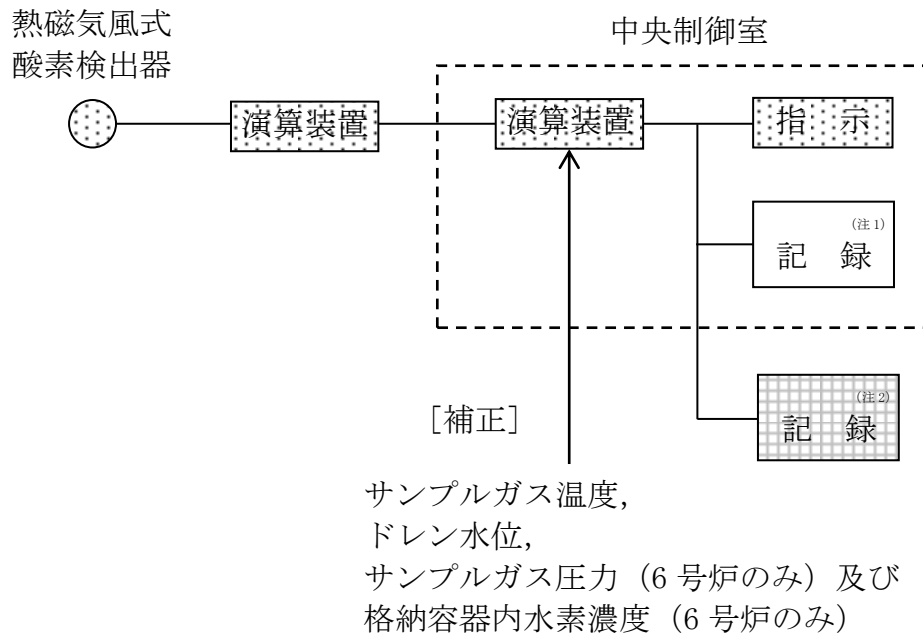 熱磁気風式
酸素検出器
中央制御室
演算装置
演算装置
指 示
(注1)
記 録
(注2)
記 録
[補正]
サンプルガス温度,
ドレン水位,
サンプルガス圧力(6号炉のみ)及び
格納容器内水素濃度(6号炉のみ)